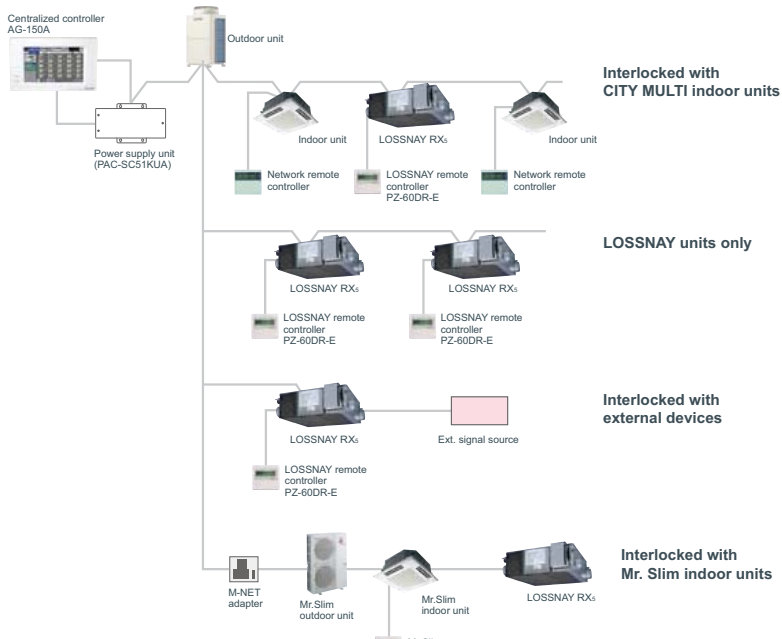 Centralized controller
AG-150A
Outdoor unit
Power supply unit
(PAC-SC51KUA)
Indoor unit
LOSSNAY RX5
Indoor unit
Interlocked with
CITY MULTI indoor units
Network remote
controller
LOSSNAY remote
controller
PZ-60DR-E
Network remote
controller
LOSSNAY units only
LOSSNAY RX5
LOSSNAY RX5
LOSSNAY remote
controller
PZ-60DR-E
LOSSNAY remote
controller
PZ-60DR-E
Interlocked with
external devices
LOSSNAY RX5
Ext. signal source
LOSSNAY remote
controller
PZ-60DR-E
Interlocked with
Mr. Slim indoor units
M-NET
adapter
Mr.Slim
outdoor unit
Mr.Slim
indoor unit
LOSSNAY RX5